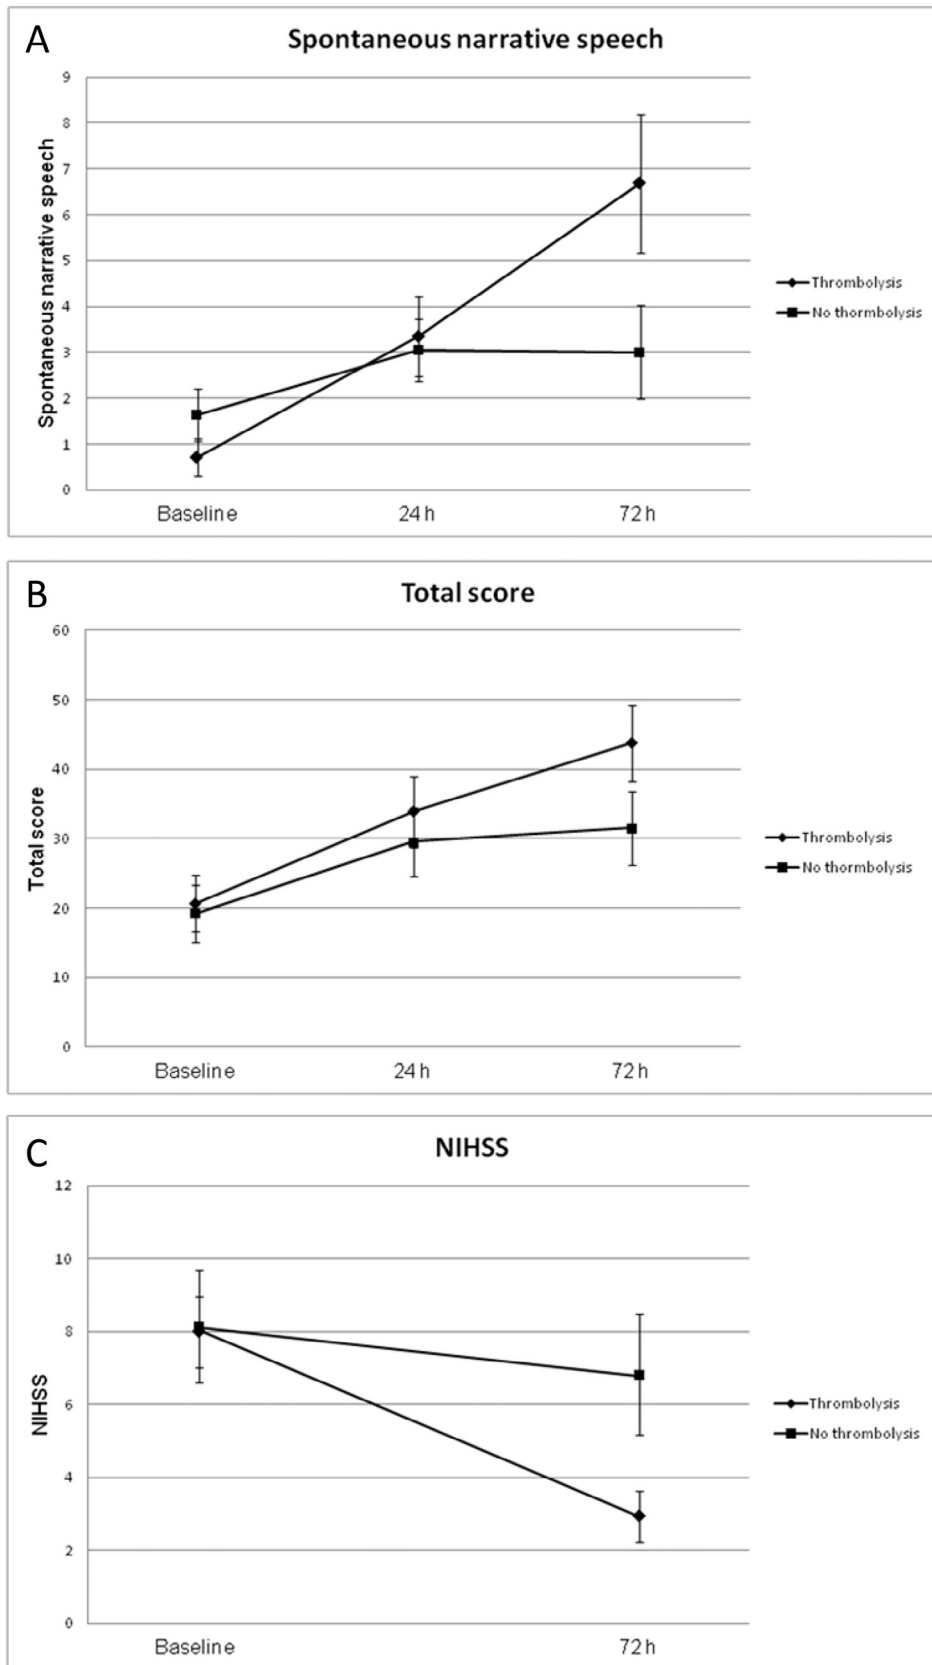 A
Spontaneous narrative speech
Spontaneous narrative speech
9
8
7
6
5
4
3
2
1
0
Baseline 24 h 72 h
Thrombolysis
No thormbolysis
B
Total score
Total score
60
50
40
30
20
10
0
Baseline 24 h 72 h
Thrombolysis
No thormbolysis
C
NIHSS
NIHSS
12
10
8
6
4
2
0
Baseline 72 h
Thrombolysis
No thrombolysis